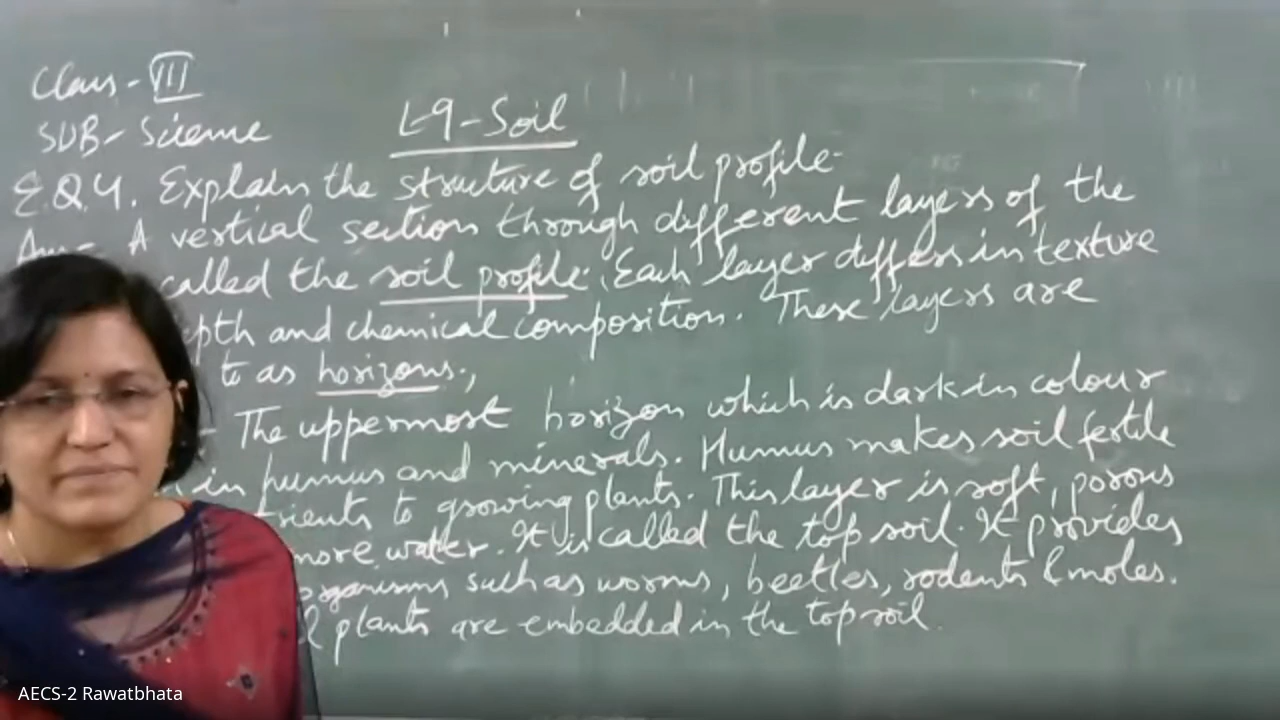 Class - VII
SUB - Science
L-9 - Soil
E.Q.4. Explain the structure of soil profile.
Ans - A vertical section through different layers of the
called the soil profile. Each layer differs in texture
pth and chemical composition. These layers are
to as horizons.
- The uppermost horizon which is dark in colour
in humus and minerals. Humus makes soil fertile
trients to growing plants. This layer is soft, porous
more water. It is called the top soil. It provides
organisms such as worms, beetles, rodents & moles.
plants are embedded in the topsoil.
AECS-2 Rawatbhata